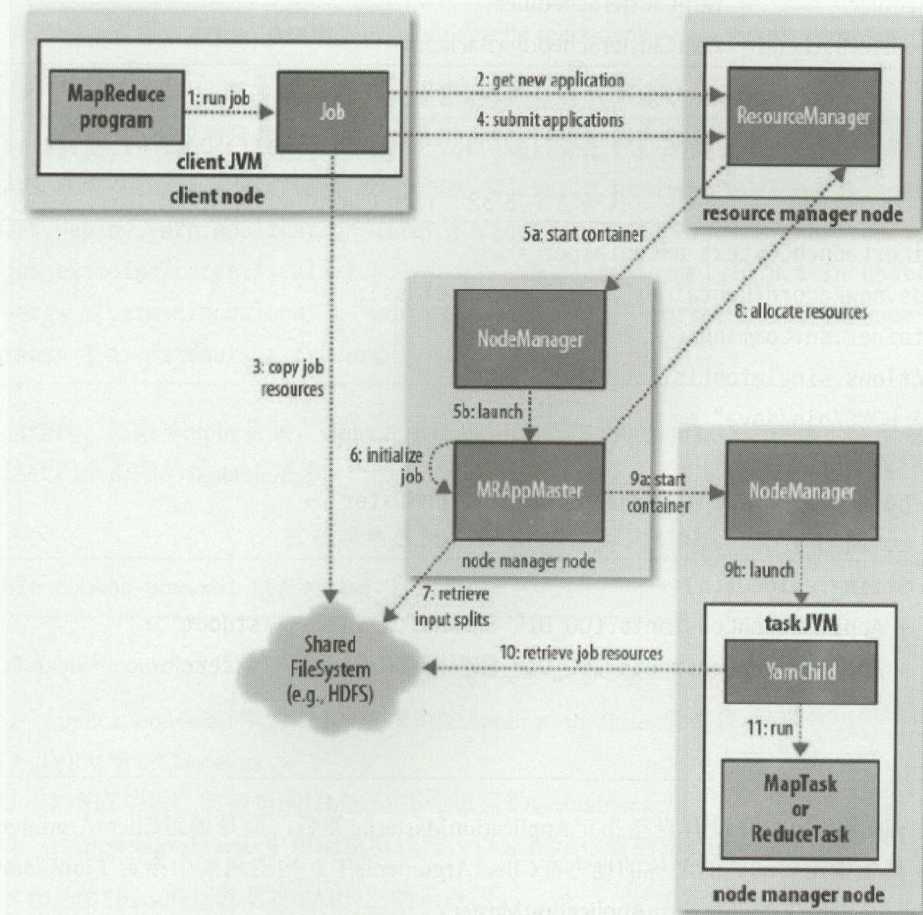 MapReduce
program
1: run job
Job
client JVM
client node
2: get new application
4: submit applications
ResourceManager
resource manager node
5a: start container
3: copy job
resources
NodeManager
8: allocate resources
5b: launch
6: initialize
job
MRAppMaster
9a: start
container
NodeManager
node manager node
9b: launch
7: retrieve
input splits
Shared
FileSystem
(e.g., HDFS)
task JVM
10: retrieve job resources
YarnChild
11: run
MapTask
or
ReduceTask
node manager node